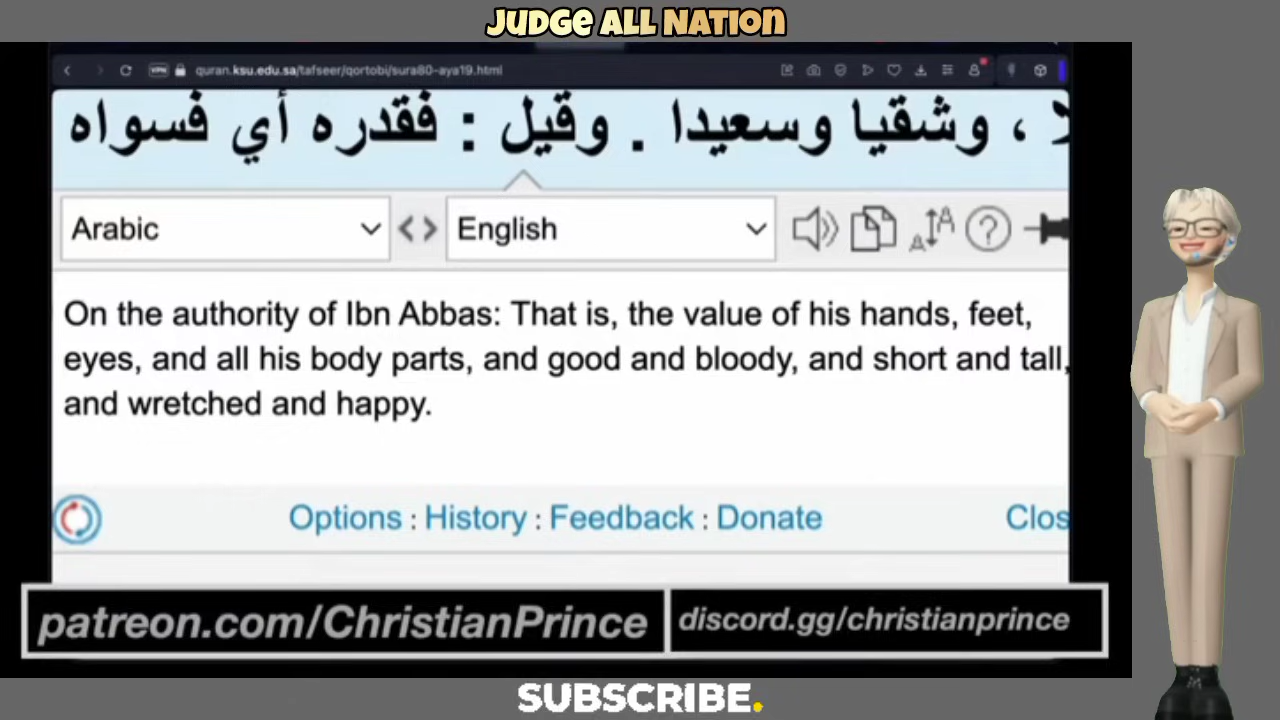 JUDGE ALL NATION
quran.ksu.edu.sa/tafseer/qortobi/sura80-aya19.html
، وشقيا وسعيدا . وقيل : فقدره أي فسواه
Arabic
English
On the authority of Ibn Abbas: That is, the value of his hands, feet,
eyes, and all his body parts, and good and bloody, and short and tall,
and wretched and happy.
Options : History : Feedback : Donate
Clos
patreon.com/ChristianPrince
discord.gg/christianprince
SUBSCRIBE.